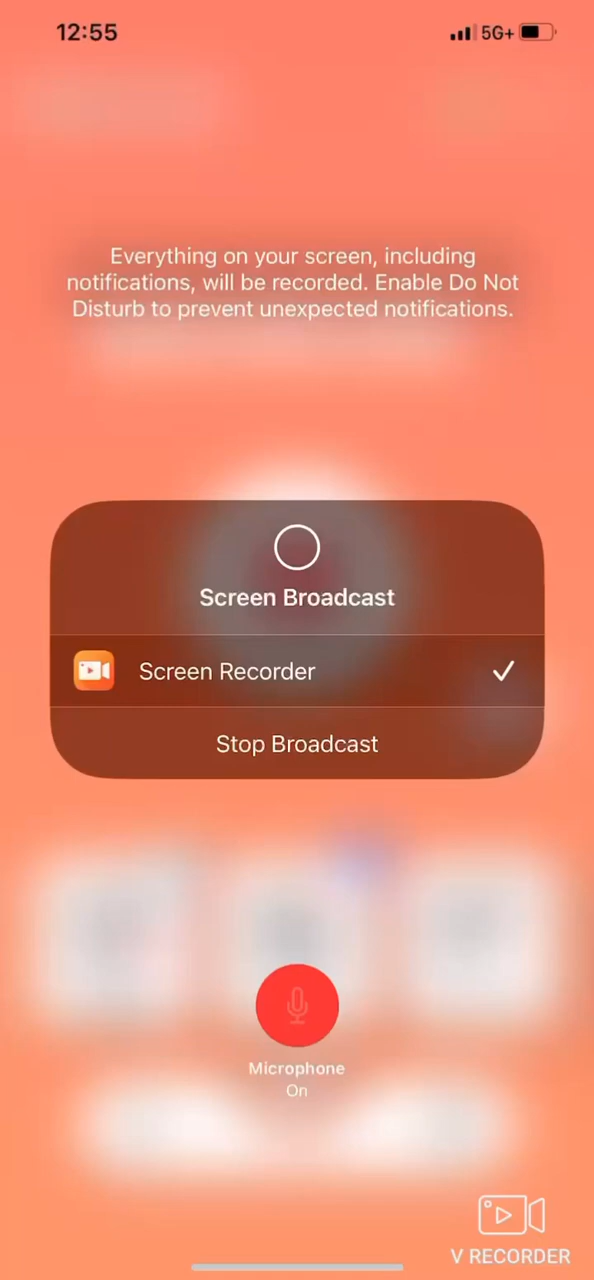 12:55
5G+
Everything on your screen, including
notifications, will be recorded. Enable Do Not
Disturb to prevent unexpected notifications.
Screen Broadcast
Screen Recorder
Stop Broadcast
Microphone
On
V RECORDER